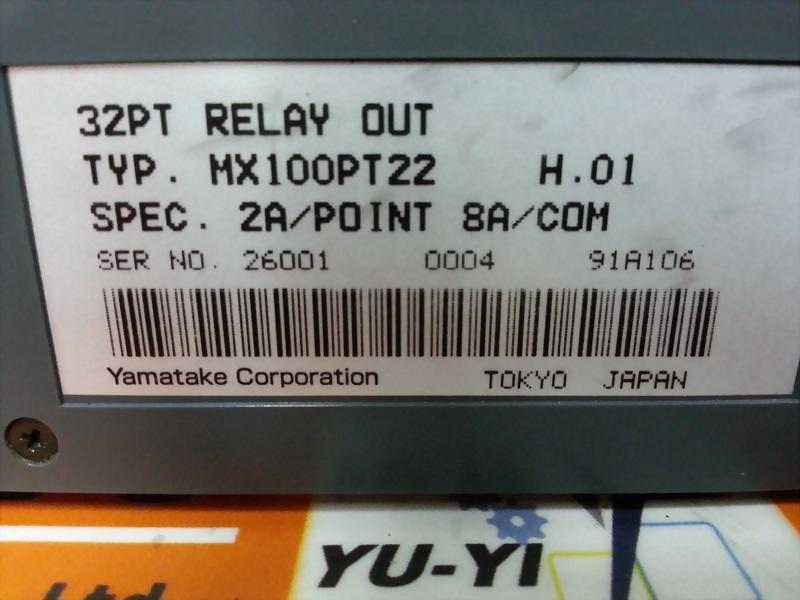 32PT RELAY OUT
TYP. MX100PT22 H.01
SPEC. 2A/POINT 8A/COM
SER NO. 26001 0004 91A106
Yamatake Corporation TOKYO JAPAN
YU-YI
Ltd